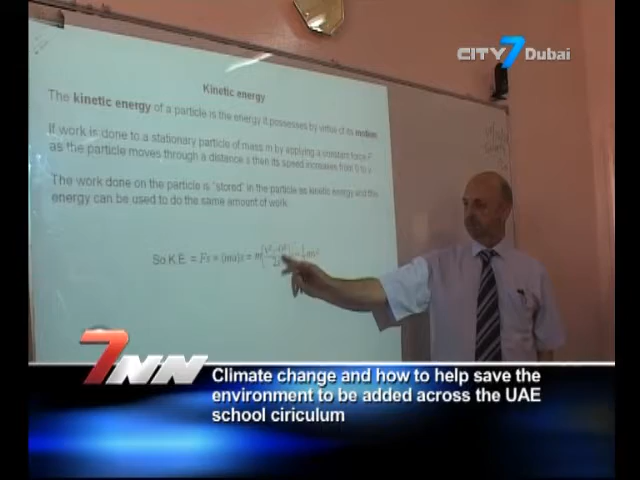 CITY7 Dubai
Kinetic energy
The kinetic energy of a particle is the energy it possesses by virtue of its motion
If work is done to a stationary particle of mass m by applying a constant force F
as the particle moves through a distance s then its speed increases from 0 to v
The work done on the particle is "stored" in the particle as kinetic energy and this
energy can be used to do the same amount of work.
So K.E. = Fs = (ma)s = m
7NN
Climate change and how to help save the
environment to be added across the UAE
school ciriculum